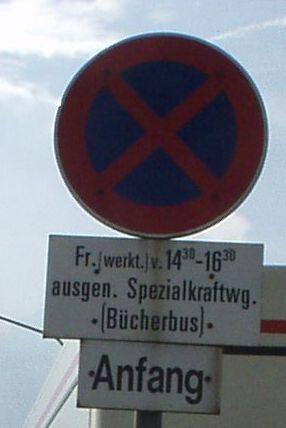 Fr. (werkt.) v. 14³⁰-16³⁰
ausgen. Spezialkraftwg.
(Bücherbus)
Anfang